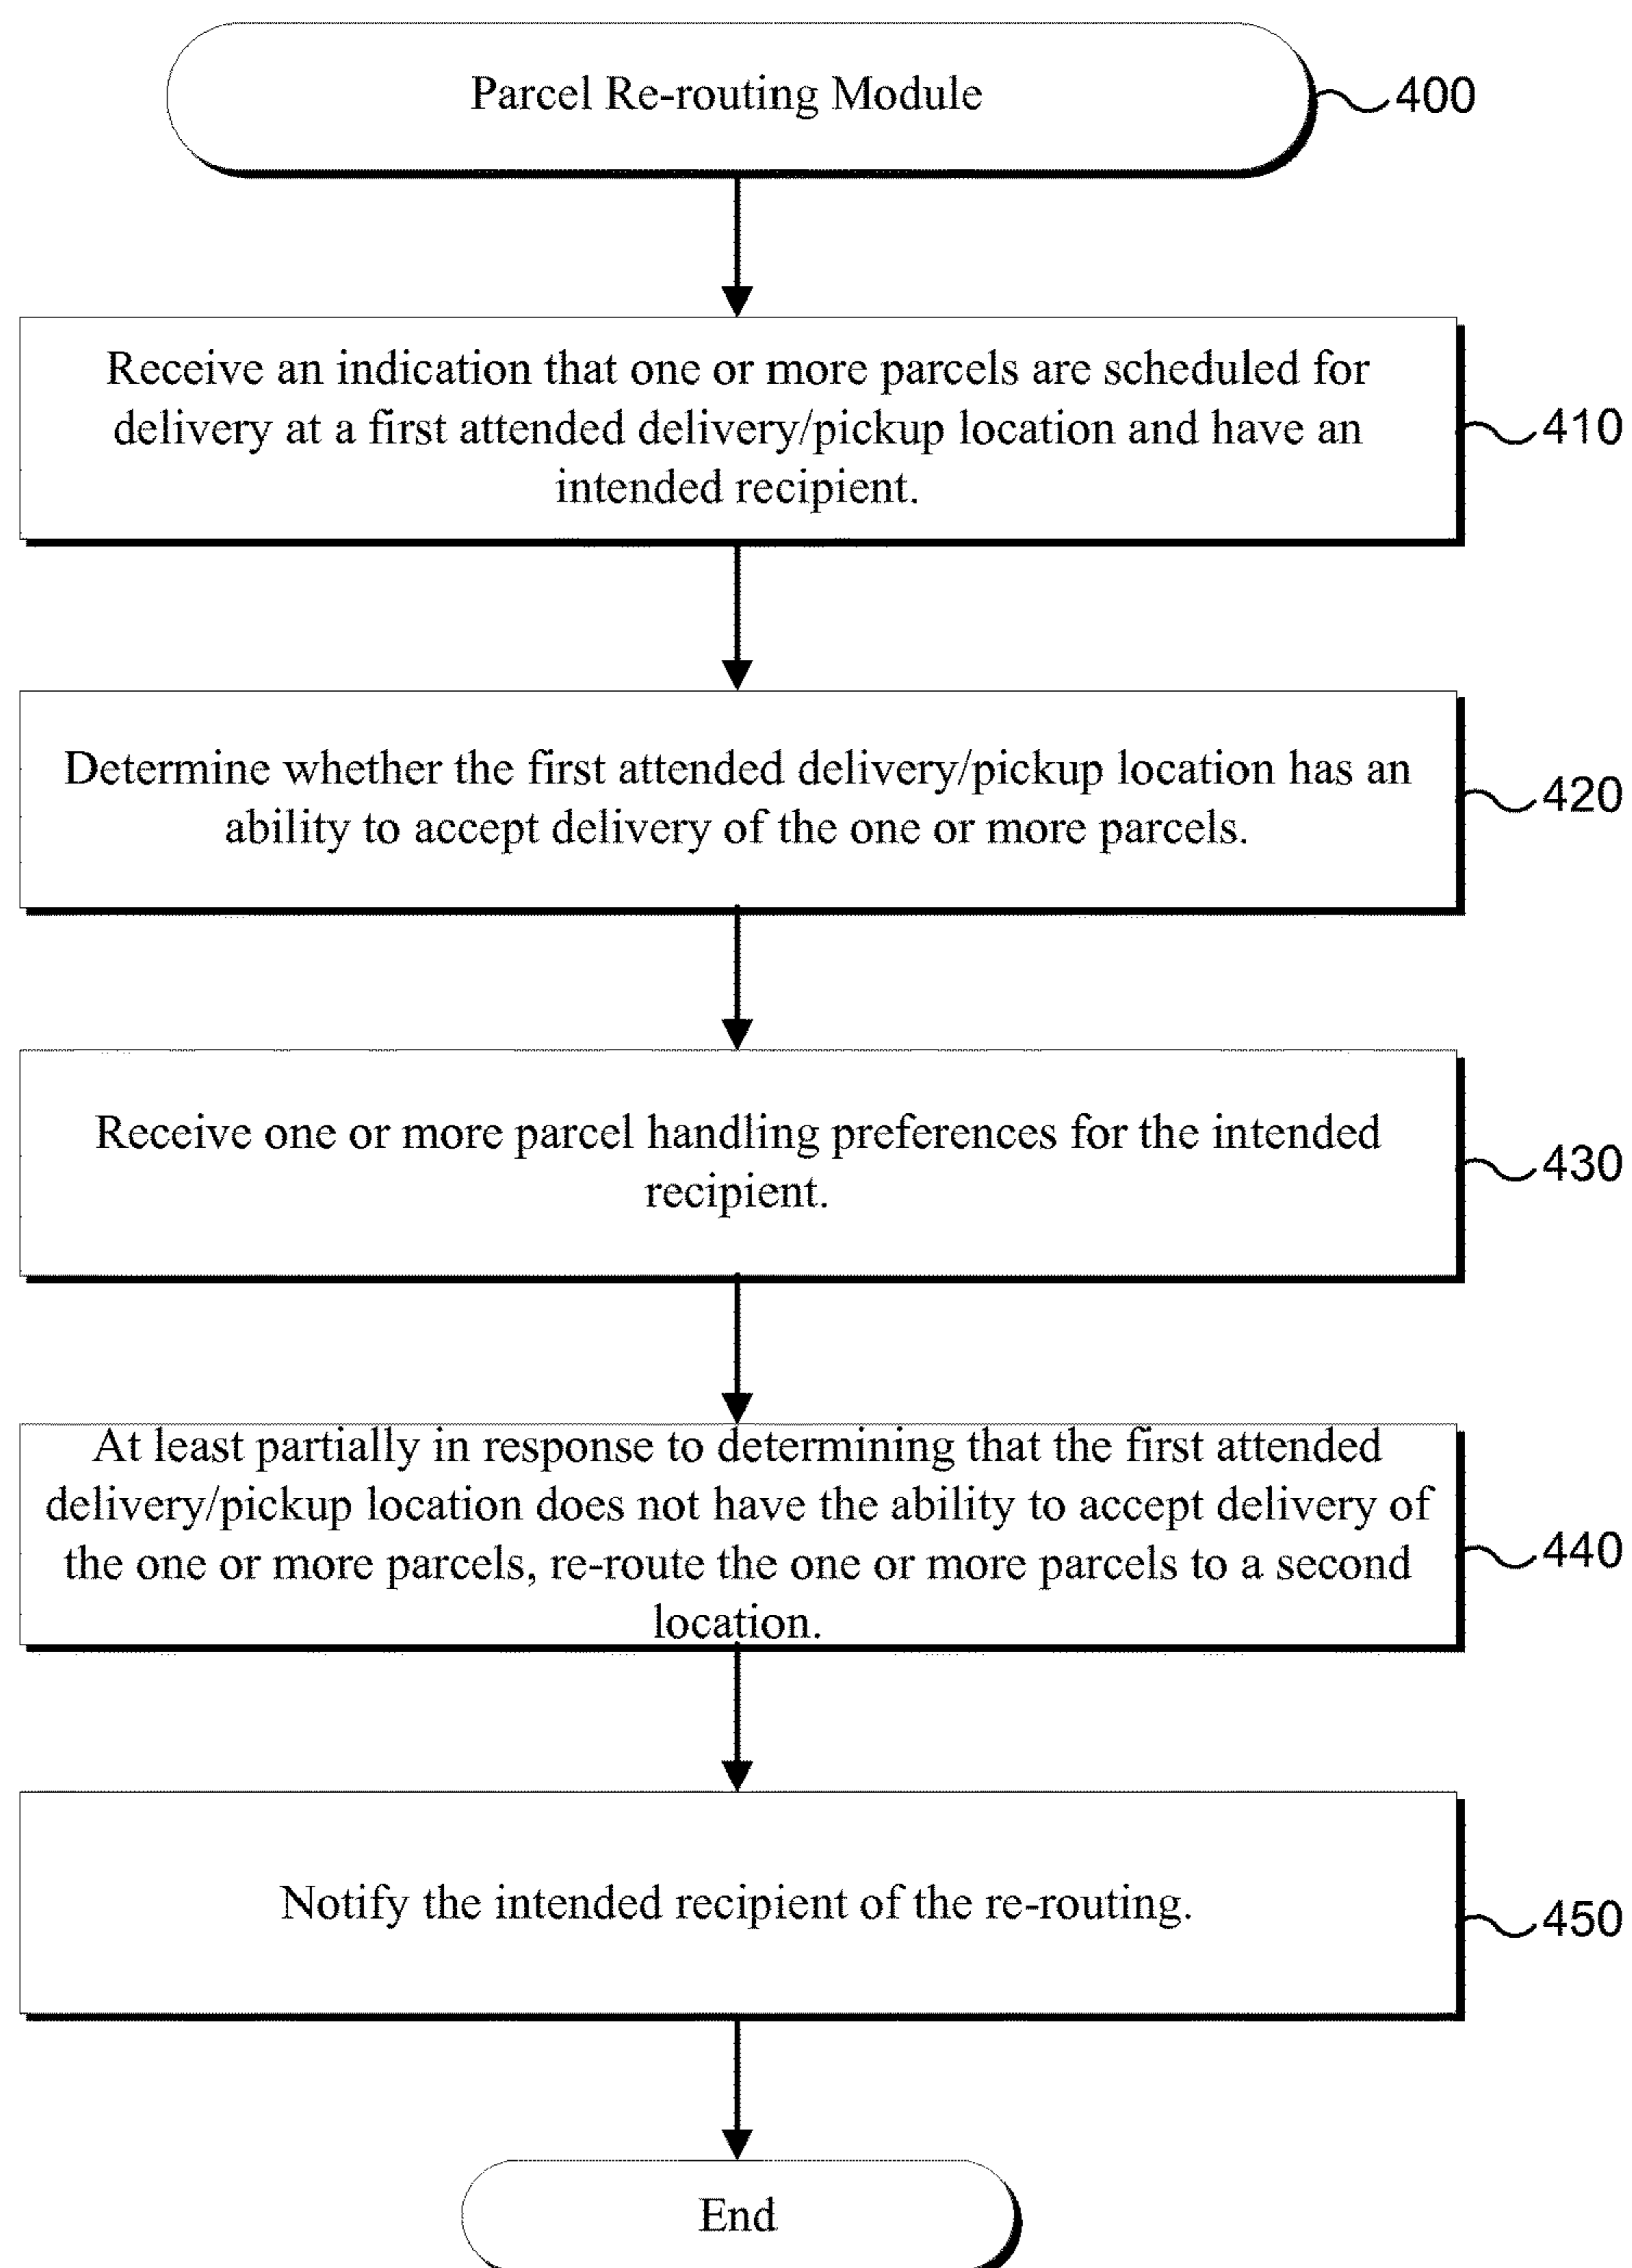 Parcel Re-routing Module
400
Receive an indication that one or more parcels are scheduled for
delivery at a first attended delivery/pickup location and have an
intended recipient.
410
Determine whether the first attended delivery/pickup location has an
ability to accept delivery of the one or more parcels.
420
Receive one or more parcel handling preferences for the intended
recipient.
430
At least partially in response to determining that the first attended
delivery/pickup location does not have the ability to accept delivery of
the one or more parcels, re-route the one or more parcels to a second
location.
440
Notify the intended recipient of the re-routing.
450
End